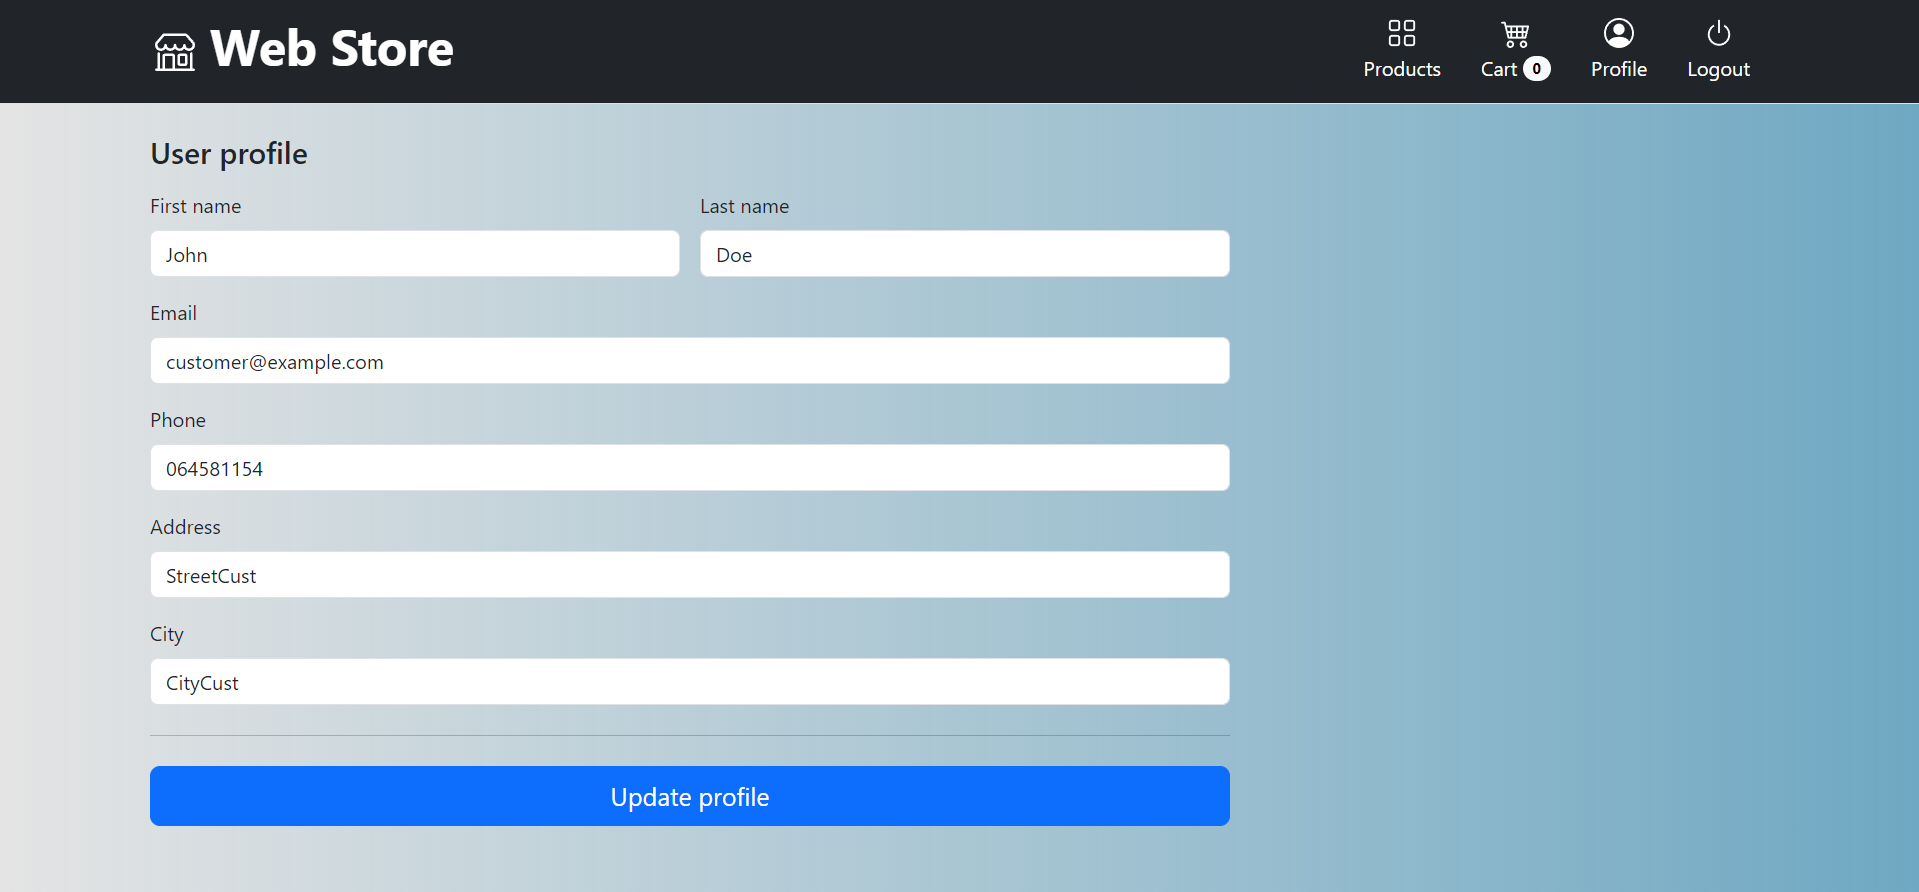 Web Store
Products
Cart 0
Profile
Logout
User profile
First name
Last name
John
Doe
Email
customer@example.com
Phone
064581154
Address
StreetCust
City
CityCust
Update profile